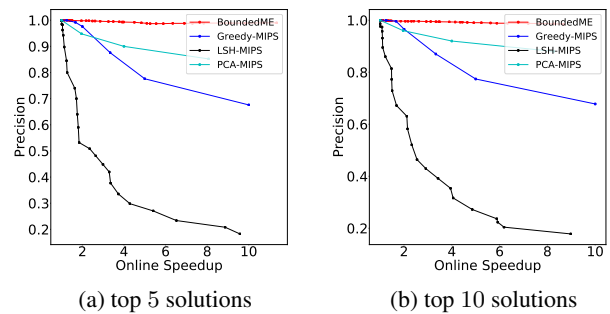 BoundedME
Greedy-MIPS
LSH-MIPS
PCA-MIPS
1.0
0.9
0.8
0.7
0.6
0.5
0.4
0.3
0.2
Precision
2 4 6 8 10
Online Speedup
(a) top 5 solutions
BoundedME
Greedy-MIPS
LSH-MIPS
PCA-MIPS
1.0
0.8
0.6
0.4
0.2
Precision
0 2 4 6 8 10
Online Speedup
(b) top 10 solutions